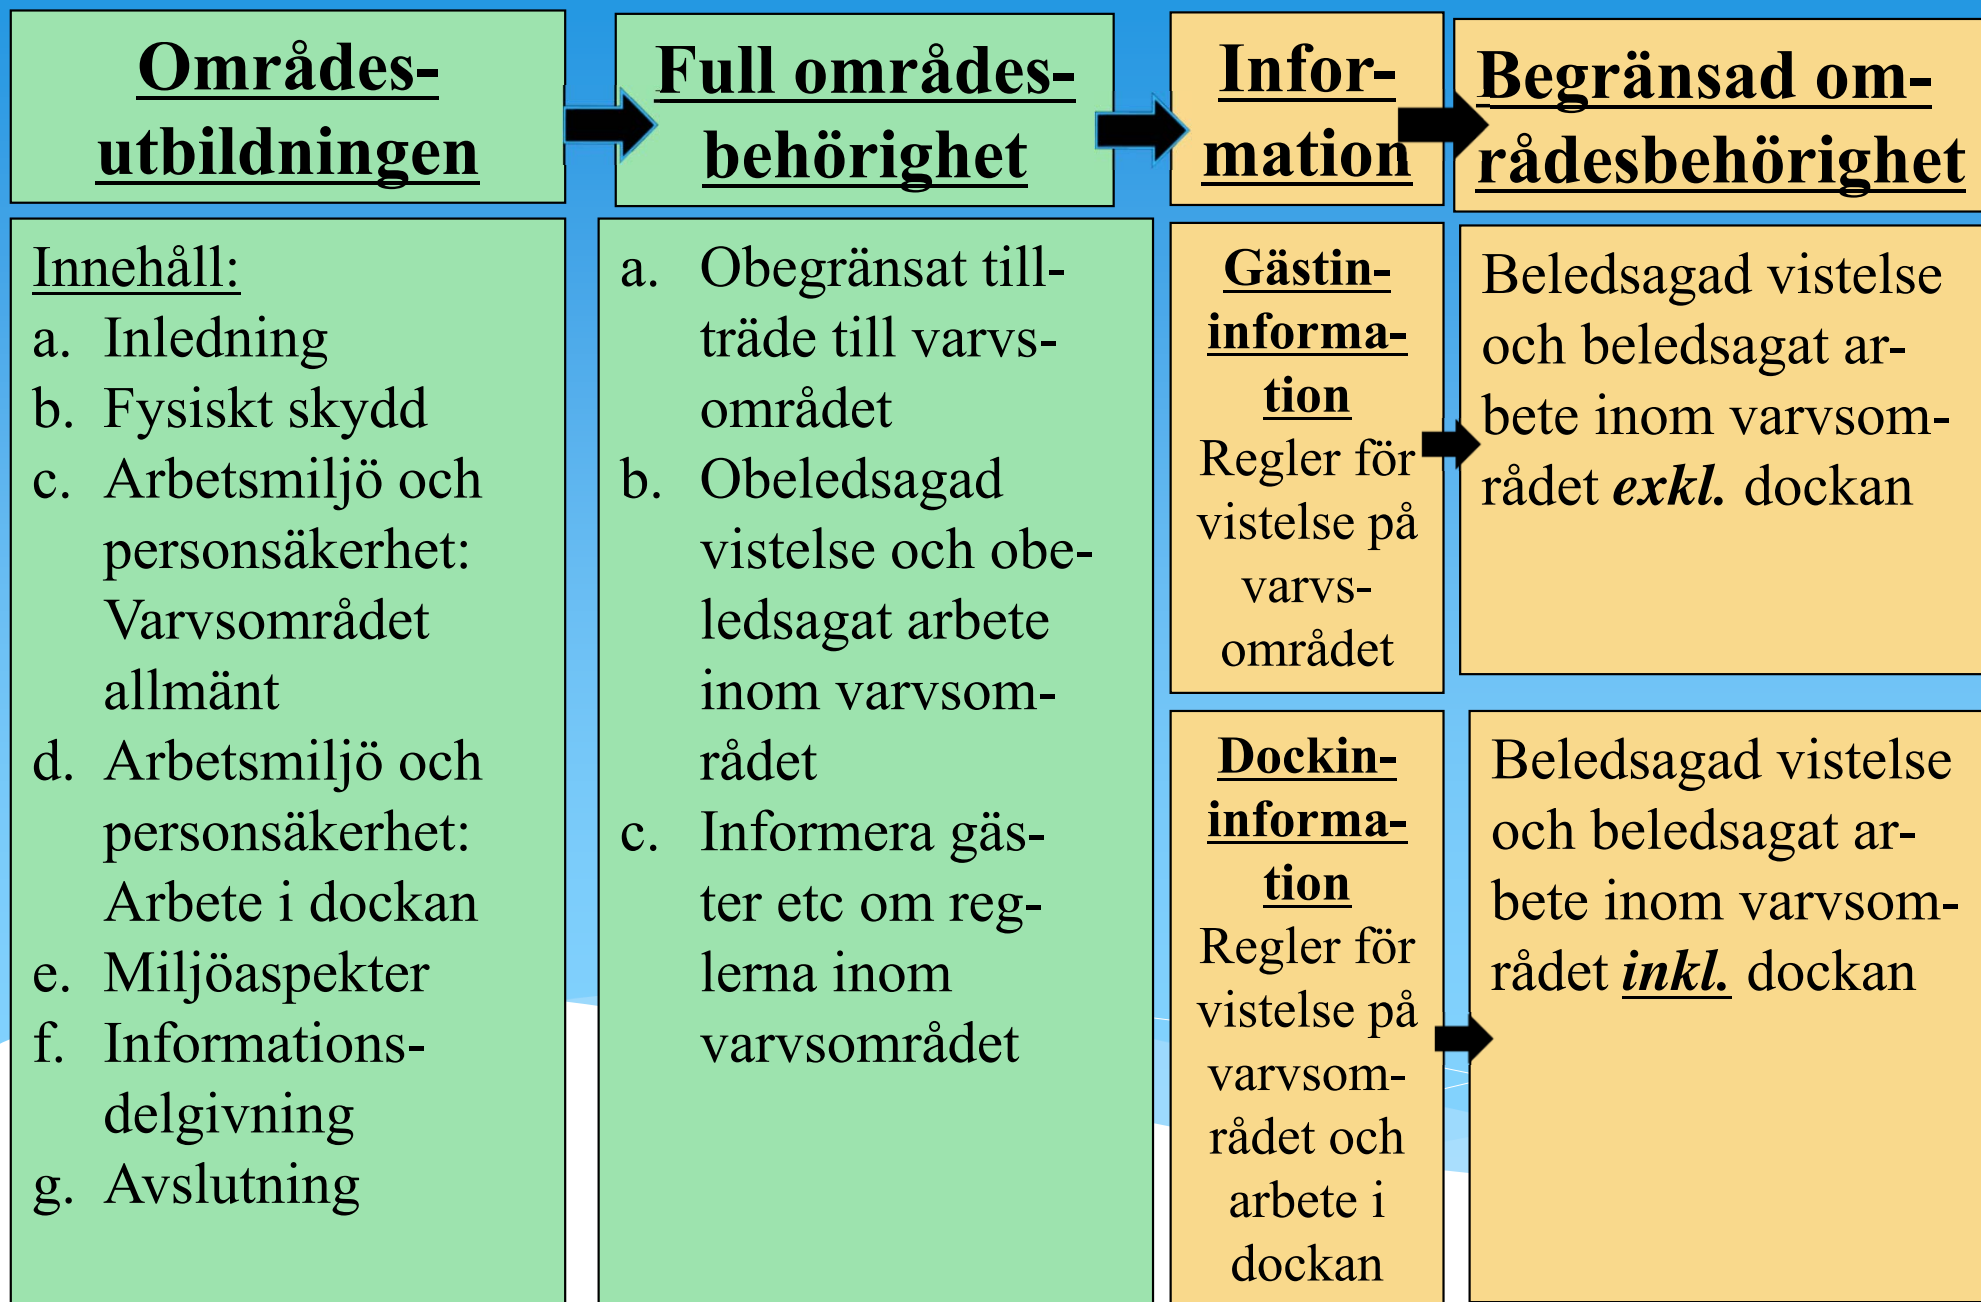 Områdes-
utbildningen
Full områdes-
behörighet
Infor-
mation
Begränsad om-
rådesbehörighet
Innehåll:
a. Inledning
b. Fysiskt skydd
c. Arbetsmiljö och
personsäkerhet:
Varvsområdet
allmänt
d. Arbetsmiljö och
personsäkerhet:
Arbete i dockan
e. Miljöaspekter
f. Informations-
delgivning
g. Avslutning
a. Obegränsat till-
träde till varvs-
området
b. Obeledsagad
vistelse och obe-
ledsagat arbete
inom varvsom-
rådet
c. Informera gäs-
ter etc om reg-
lerna inom
varvsområdet
Gästin-
informa-
tion
Regler för
vistelse på
varvs-
området
Beledsagad vistelse
och beledsagat ar-
bete inom varvsom-
rådet exkl. dockan
Dockin-
informa-
tion
Regler för
vistelse på
varvsom-
rådet och
arbete i
dockan
Beledsagad vistelse
och beledsagat ar-
bete inom varvsom-
rådet inkl. dockan